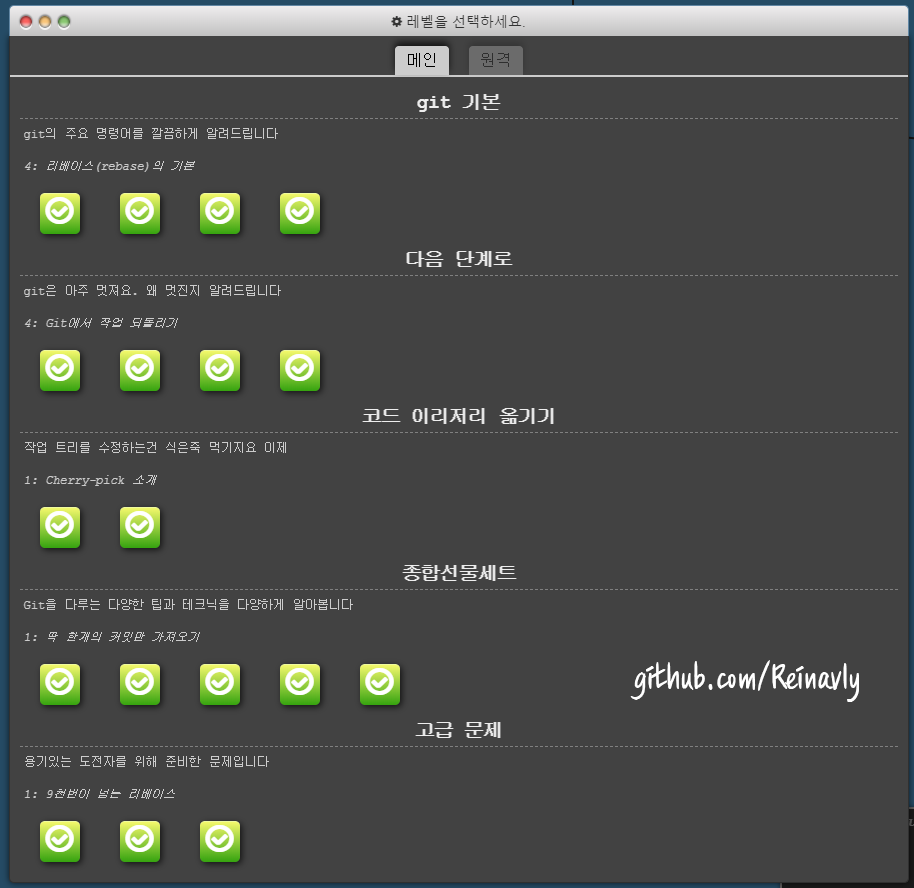 레벨을 선택하세요.
메인 원격
git 기본
git의 주요 명령어를 깔끔하게 알려드립니다
4: 리베이스(rebase)의 기본
다음 단계로
git은 아주 멋져요. 왜 멋진지 알려드립니다
4: Git에서 작업 되돌리기
코드 이리저리 옮기기
작업 트리를 수정하는건 식은죽 먹기지요 이제
1: Cherry-pick 소개
종합선물세트
Git을 다루는 다양한 팁과 테크닉을 다양하게 알아봅니다
1: 딱 한개의 커밋만 가져오기
github.com/Reinavly
고급 문제
용기있는 도전자를 위해 준비한 문제입니다
1: 9천번이 넘는 리베이스